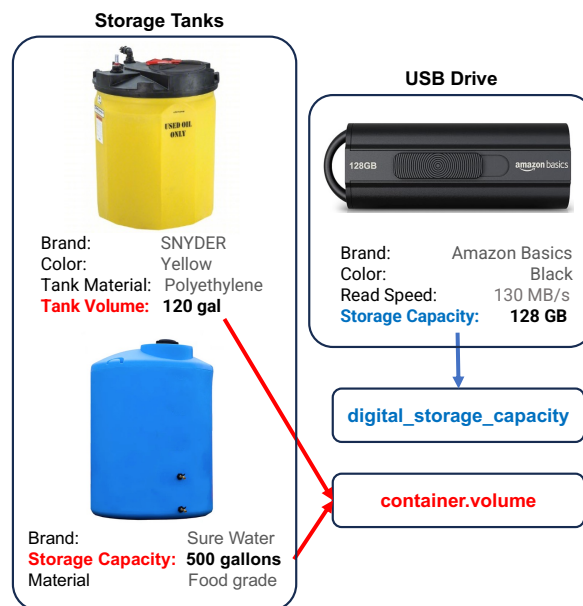 Storage Tanks
USED OIL
ONLY
Brand: SNYDER
Color: Yellow
Tank Material: Polyethylene
Tank Volume: 120 gal
Brand: Sure Water
Storage Capacity: 500 gallons
Material Food grade
USB Drive
128GB amazon basics
Brand: Amazon Basics
Color: Black
Read Speed: 130 MB/s
Storage Capacity: 128 GB
digital_storage_capacity
container.volume